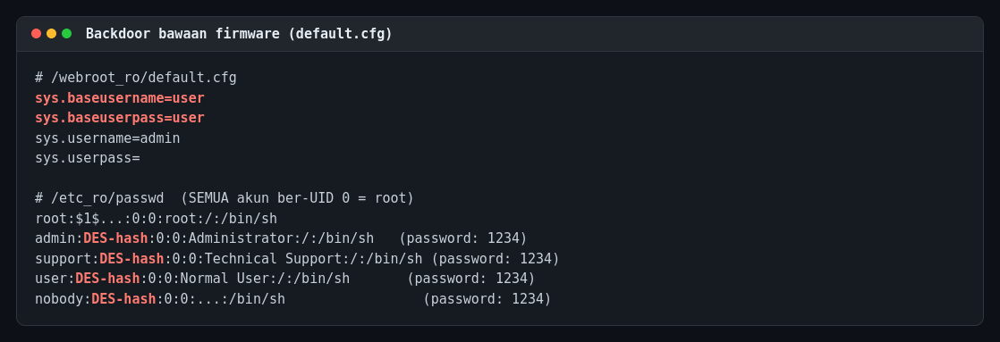 Backdoor bawaan firmware (default.cfg)
# /webroot_ro/default.cfg
sys.baseusername=user
sys.baseuserpass=user
sys.username=admin
sys.userpass=
# /etc_ro/passwd  (SEMUA akun ber-UID 0 = root)
root:$1$...:0:0:root:/:/bin/sh
admin:DES-hash:0:0:Administrator:/:/bin/sh   (password: 1234)
support:DES-hash:0:0:Technical Support:/:/bin/sh (password: 1234)
user:DES-hash:0:0:Normal User:/:/bin/sh       (password: 1234)
nobody:DES-hash:0:0:...:/bin/sh                 (password: 1234)